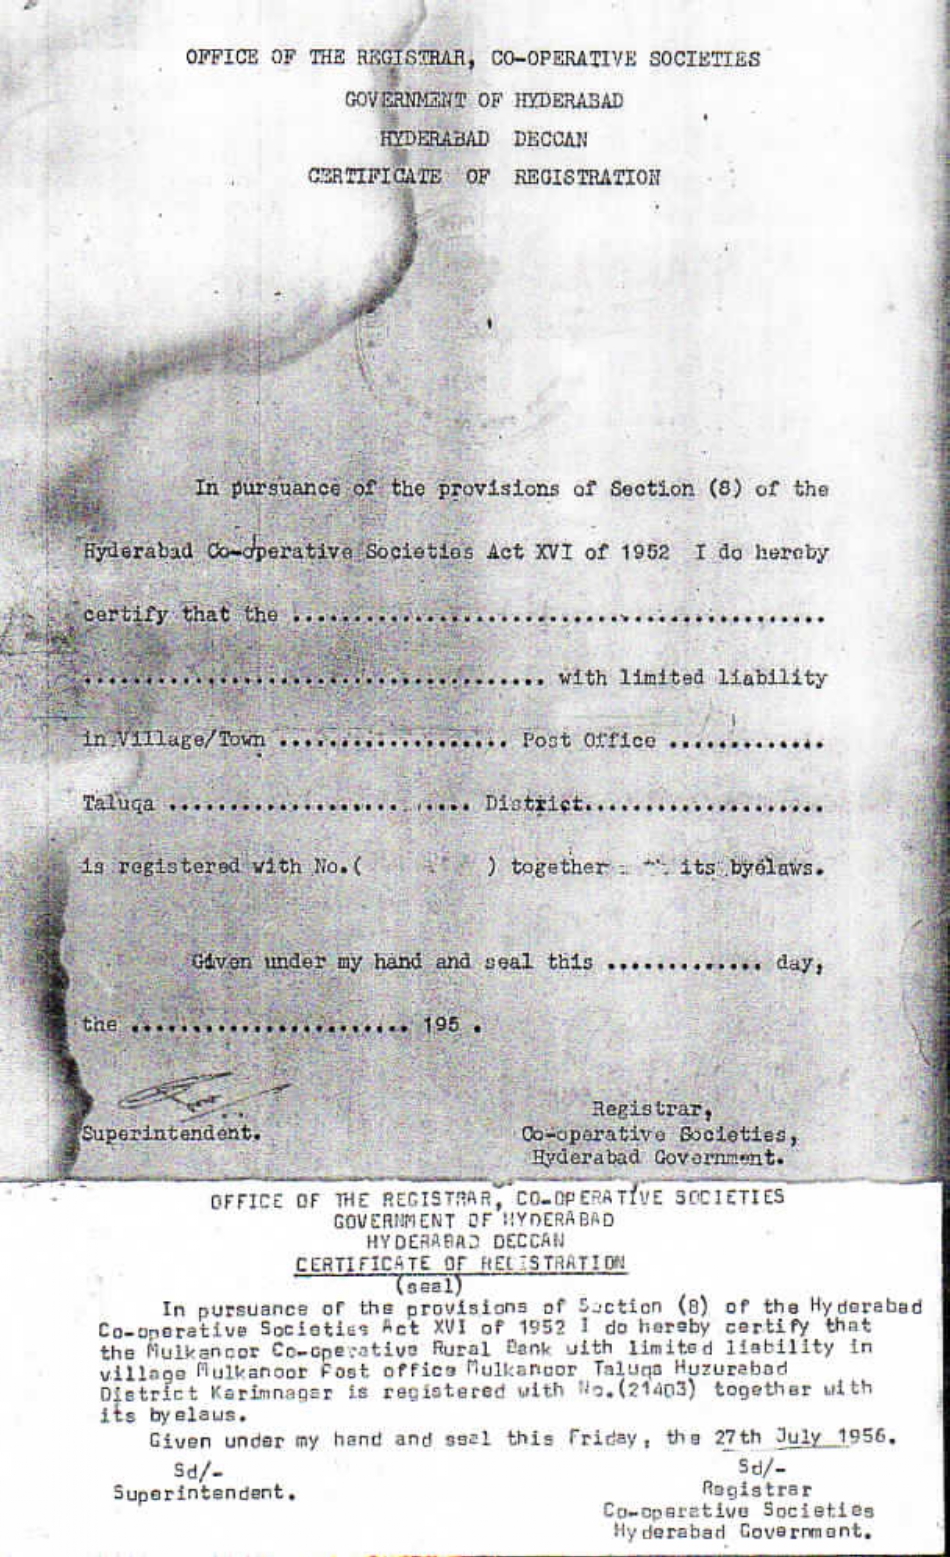 OFFICE OF THE REGISTRAR, CO-OPERATIVE SOCIETIES
GOVERNMENT OF HYDERABAD
HYDERABAD DECCAN
CERTIFICATE OF REGISTRATION
In pursuance of the provisions of Section (8) of the
Hyderabad Co-operative Societies Act XVI of 1952 I do hereby
certify that the ............................................
...................................... with limited liability
in Village/Town ................... Post Office .............
Taluqa ......................... District....................
is registered with No.( ) together its byelaws.
Given under my hand and seal this ............. day,
the ....................... 195 .
Superintendent.
Registrar,
Co-operative Societies,
Hyderabad Government.
OFFICE OF THE REGISTRAR, CO-OPERATIVE SOCIETIES
GOVERNMENT OF HYDERABAD
HYDERABAD DECCAN
CERTIFICATE OF REGISTRATION
(seal)
In pursuance of the provisions of Section (8) of the Hyderabad
Co-operative Societies Act XVI of 1952 I do hereby certify that
the Mulkanoor Co-operative Rural Bank with limited liability in
village Mulkanoor Post office Mulkanoor Taluqa Huzurabad
District Karimnagar is registered with No.(21403) together with
its byelaws.
Given under my hand and seal this Friday, the 27th July 1956.
Sd/-
Superintendent.
Sd/-
Registrar
Co-operative Societies
Hyderabad Government.